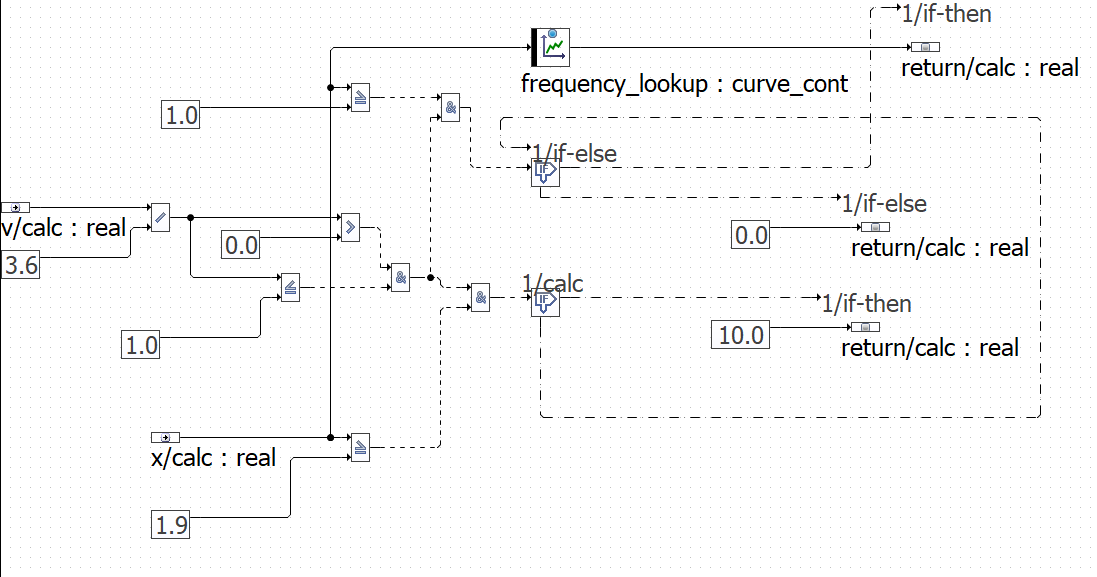 1/if-then
return/calc : real
frequency_lookup : curve_cont
≥
1.0
&
1/if-else
IF
v/calc : real
/
3.6
>
0.0
1/if-else
0.0
return/calc : real
≤
&
&
1/calc
IF
1/if-then
1.0
10.0
return/calc : real
x/calc : real
≥
1.9